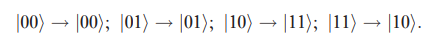 |00⟩ → |00⟩; |01⟩ → |01⟩; |10⟩ → |11⟩; |11⟩ → |10⟩.